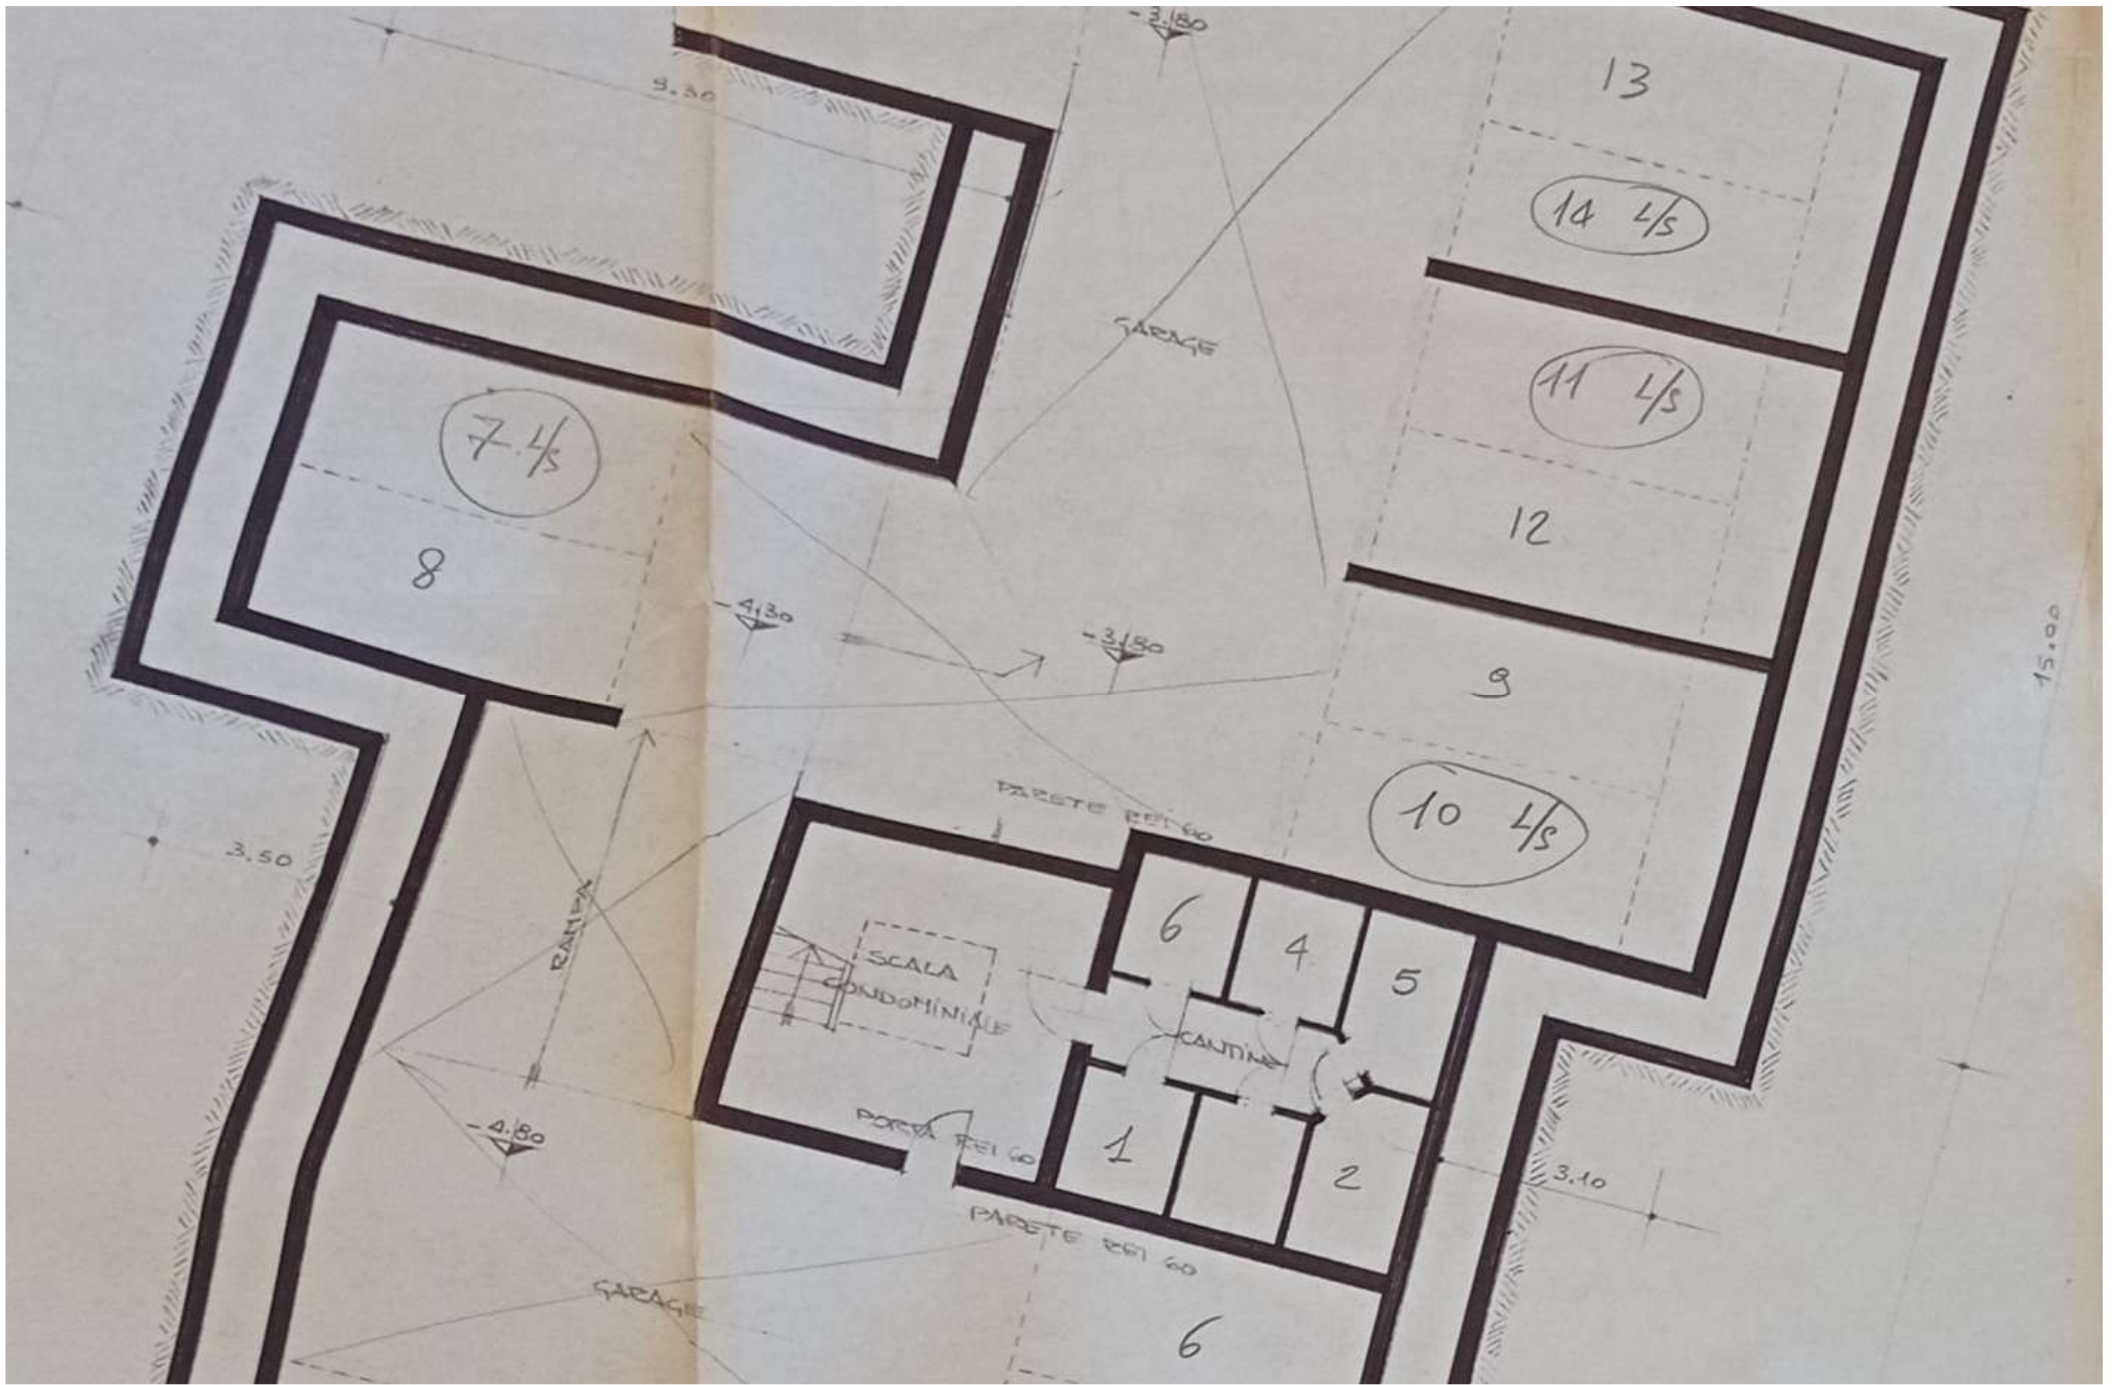 -3.80
13
9.30
14 L/S
GARAGE
11 L/S
7. L/S
12
8
-4.30
-3.80
9
15.00
PARETE REI 60
10 L/S
3.50
RAMPA
6
4
5
SCALA
CONDOMINIALE
CANTINE
-4.80
PORTA REI 60
1
2
3.10
PARETE REI 60
GARAGE
6